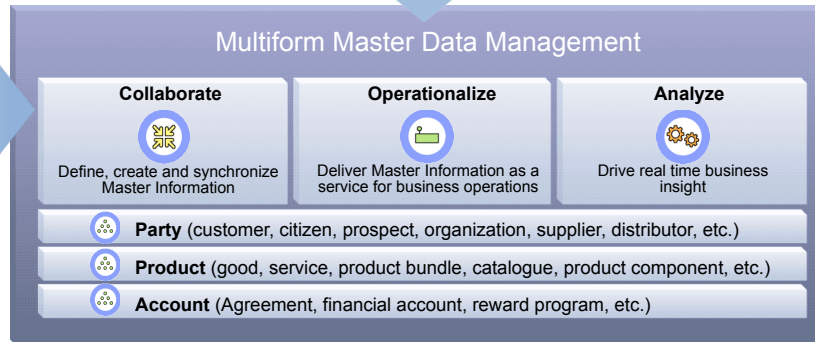 Multiform Master Data Management
Collaborate
Define, create and synchronize
Master Information
Operationalize
Deliver Master Information as a
service for business operations
Analyze
Drive real time business
insight
Party (customer, citizen, prospect, organization, supplier, distributor, etc.)
Product (good, service, product bundle, catalogue, product component, etc.)
Account (Agreement, financial account, reward program, etc.)